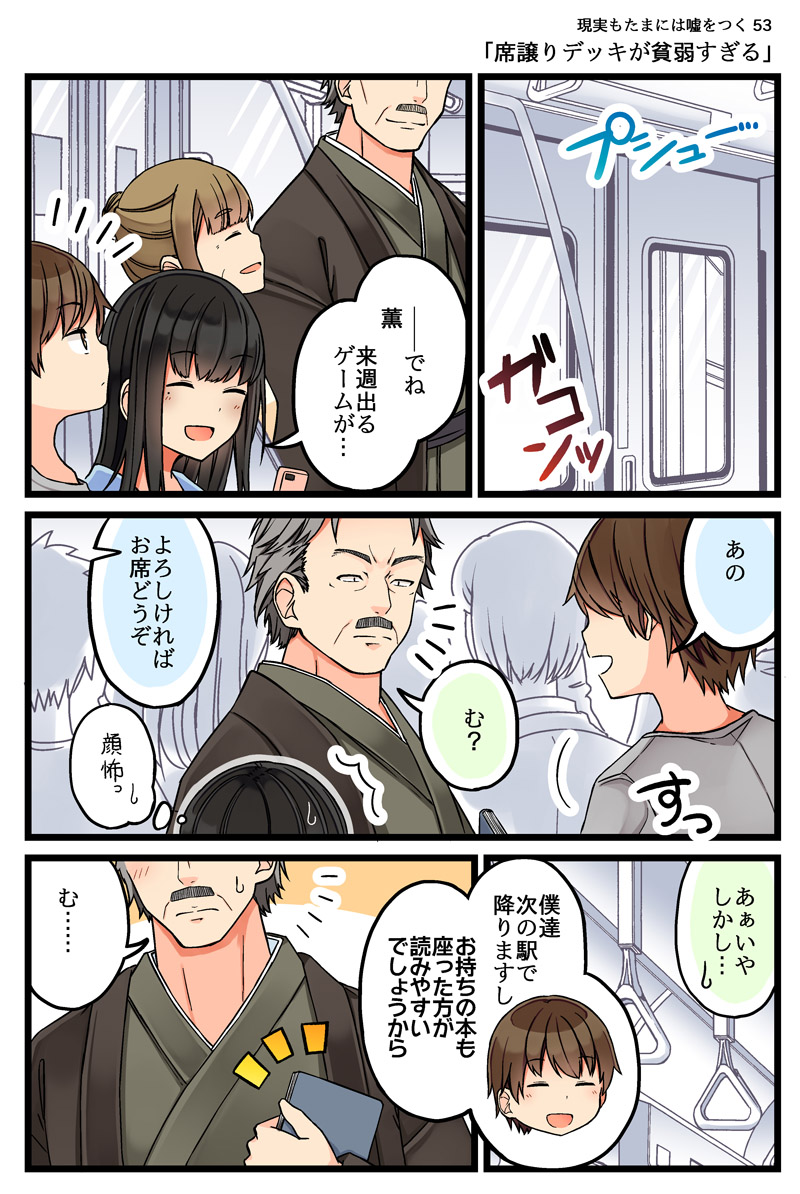 現実もたまには嘘をつく 53
「席譲りデッキが貧弱すぎる」
プシュー…
ガコンッ
――でね
薫
来週出る
ゲームが…
あの
む?
よろしければ
お席どうぞ
顔怖っ
すっ
あぁいや
しかし…
僕達
次の駅で
降りますし
お持ちの本も
座った方が
読みやすい
でしょうから
む……